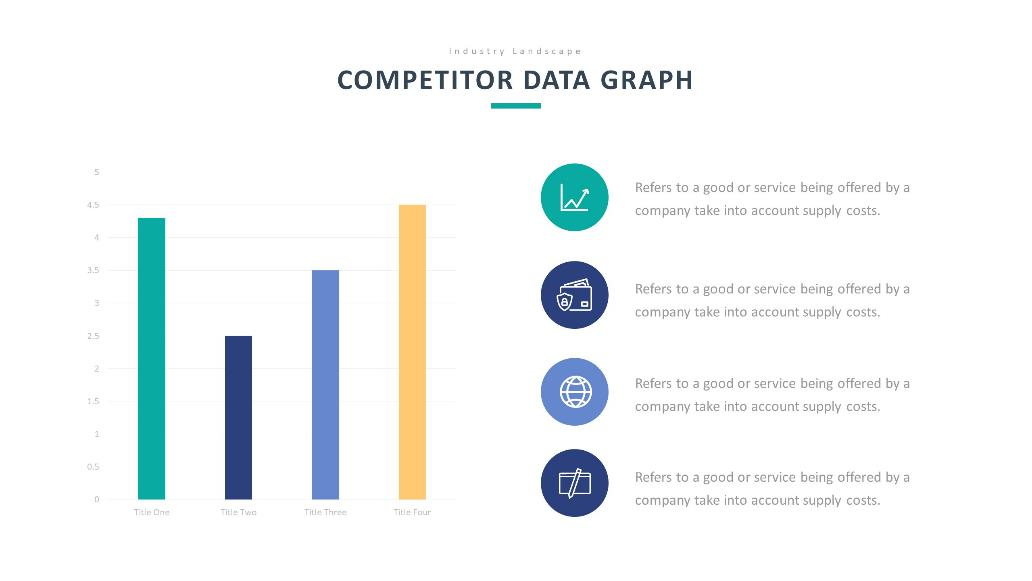 Industry Landscape
COMPETITOR DATA GRAPH
5
4.5
4
3.5
3
2.5
2
1.5
1
0.5
0
Title One
Title Two
Title Three
Title Four
Refers to a good or service being offered by a
company take into account supply costs.
Refers to a good or service being offered by a
company take into account supply costs.
Refers to a good or service being offered by a
company take into account supply costs.
Refers to a good or service being offered by a
company take into account supply costs.